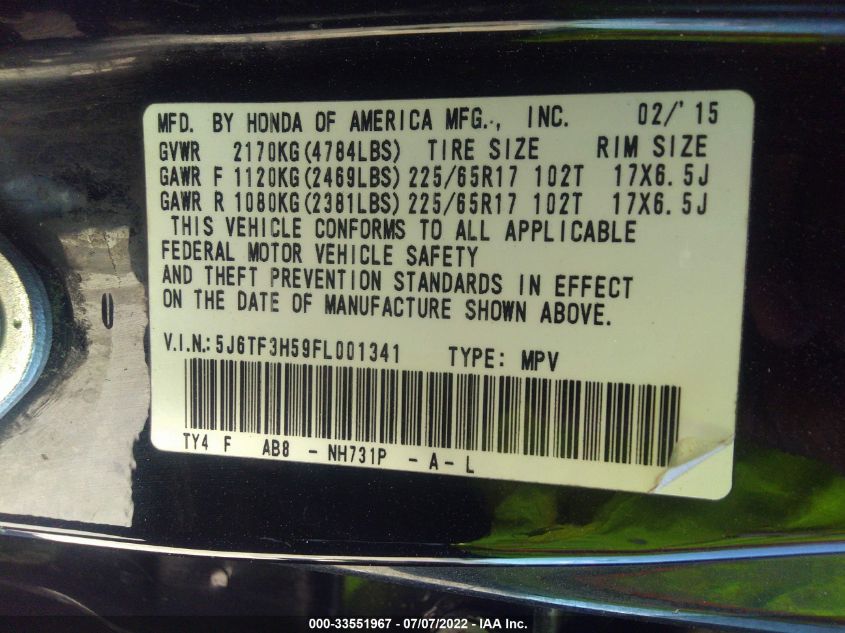 MFD. BY HONDA OF AMERICA MFG., INC. 02/'15
GVWR 2170KG(4784LBS) TIRE SIZE RIM SIZE
GAWR F 1120KG(2469LBS) 225/65R17 102T 17X6.5J
GAWR R 1080KG(2381LBS) 225/65R17 102T 17X6.5J
THIS VEHICLE CONFORMS TO ALL APPLICABLE
FEDERAL MOTOR VEHICLE SAFETY
AND THEFT PREVENTION STANDARDS IN EFFECT
ON THE DATE OF MANUFACTURE SHOWN ABOVE.
V.I.N.: 5J6TF3H59FL001341 TYPE: MPV
TY4 F AB8 - NH731P - A - L
000-33551967 - 07/07/2022 - © IAA Inc.